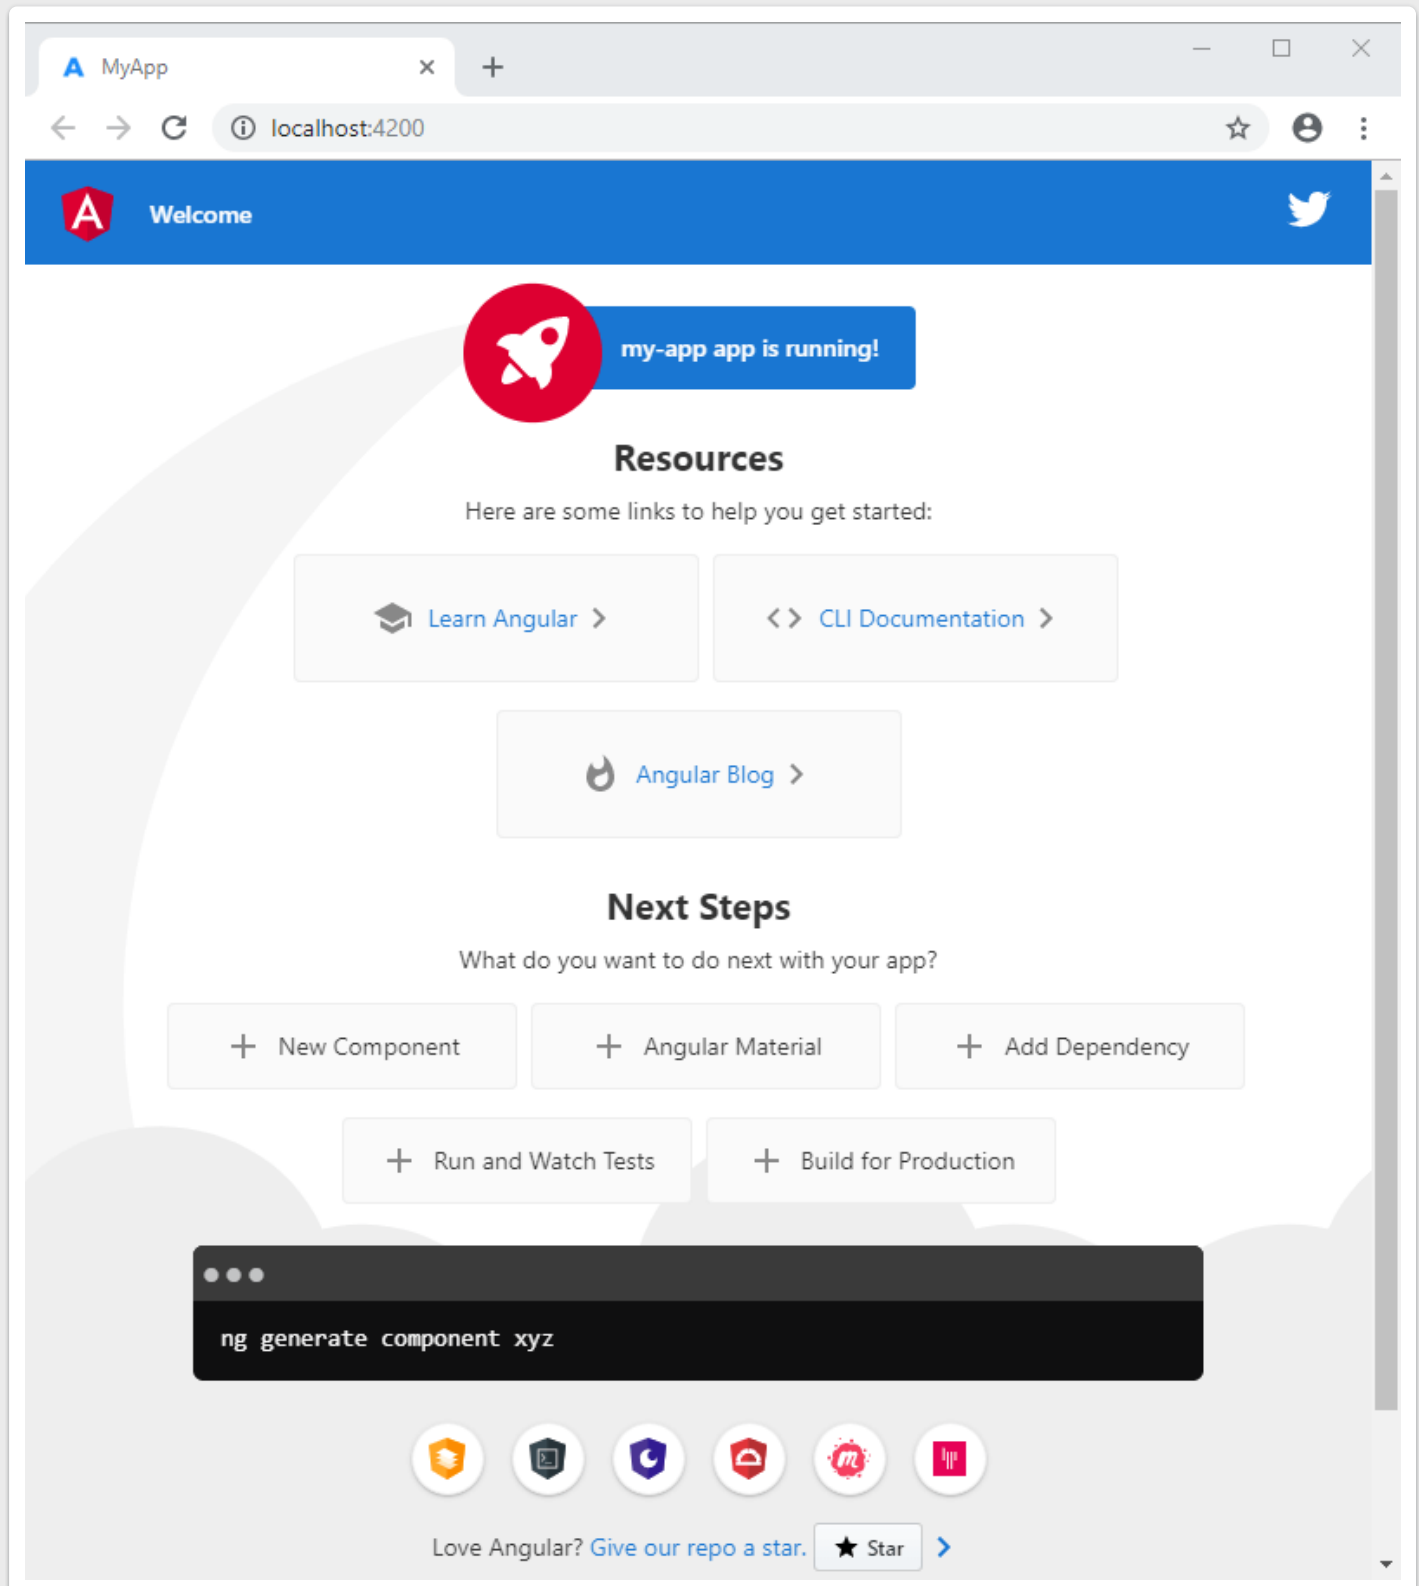 MyApp
localhost:4200
Welcome
my-app app is running!
Resources
Here are some links to help you get started:
Learn Angular
CLI Documentation
Angular Blog
Next Steps
What do you want to do next with your app?
New Component
Angular Material
Add Dependency
Run and Watch Tests
Build for Production
ng generate component xyz
Love Angular? Give our repo a star. Star